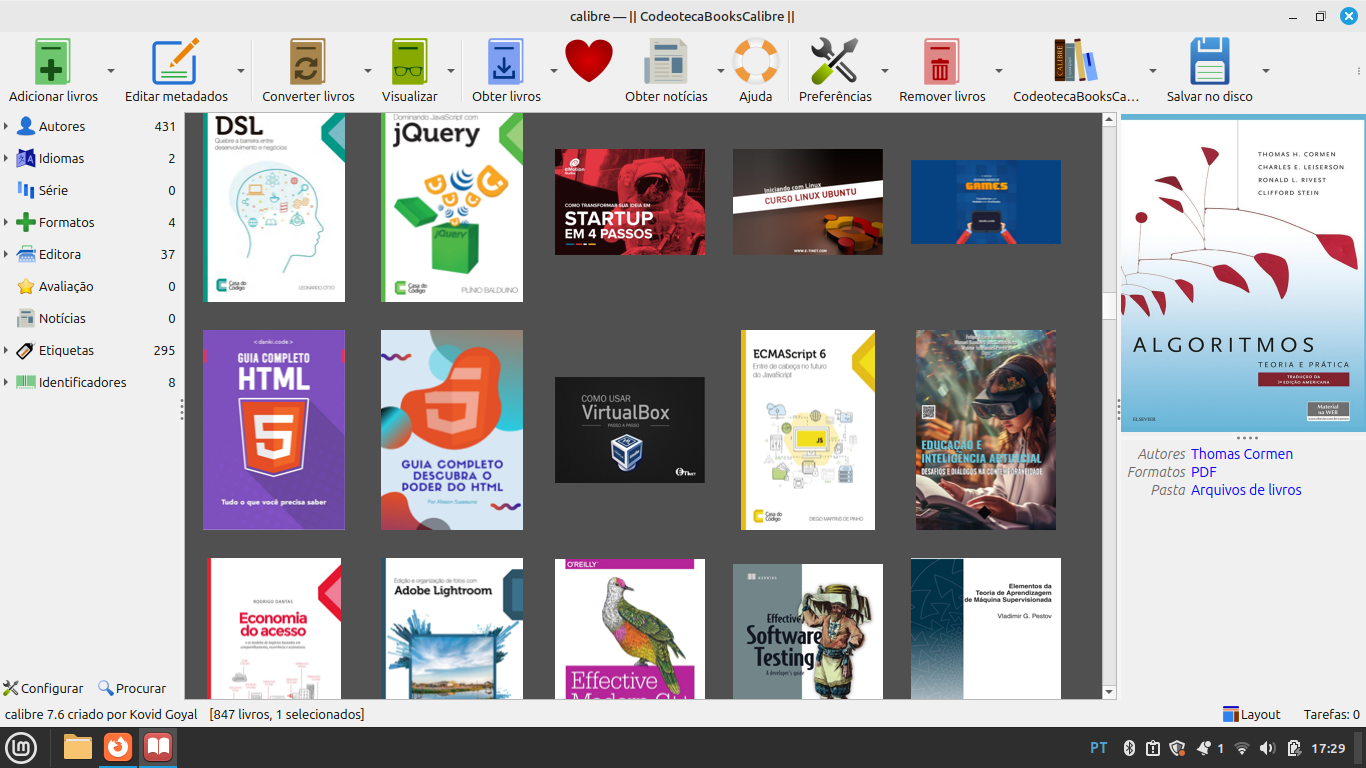 calibre — || CodeotecaBooksCalibre ||
Adicionar livros
Editar metadados
Converter livros
Visualizar
Obter livros
Obter notícias
Ajuda
Preferências
Remover livros
CodeotecaBooksCa...
Salvar no disco
Autores 431
Idiomas 2
Série 0
Formatos 4
Editora 37
Avaliação 0
Notícias 0
Etiquetas 295
Identificadores 8
DSL
Quebre a barreira entre
desenvolvimento e negócios
Casa do
Código
LEONARDO OTTO
Dominando JavaScript com
jQuery
jQuery
Casa do
Código
PLÍNIO BALDUINO
COMO TRANSFORMAR SUA IDEIA EM
STARTUP
EM 4 PASSOS
Iniciando com Linux
CURSO LINUX UBUNTU
WWW.E-TINET.COM
GAMES
danki.code
< danki.code >
GUIA COMPLETO
HTML
5
Tudo o que você precisa saber
GUIA COMPLETO
DESCUBRA O
PODER DO HTML
COMO USAR
VirtualBox
PASSO A PASSO
ECMAScript 6
Entre de cabeça no futuro
do JavaScript
JS
Casa do
Código
DIEGO MARTINS DE PINHO
EDUCAÇÃO E
INTELIGÊNCIA ARTIFICIAL
DESAFIOS E DIÁLOGOS NA CONTEMPORANEIDADE
RODRIGO DANTAS
Economia
do acesso
Edição e organização de fotos com
Adobe Lightroom
O'REILLY
Effective
Modern C++
MANNING
Effective
Software
Testing
A developer's guide
Elementos da
Teoria de Aprendizagem
de Máquina Supervisionada
Vladimir G. Pestov
THOMAS H. CORMEN
CHARLES E. LEISERSON
RONALD L. RIVEST
CLIFFORD STEIN
ALGORITMOS
TEORIA E PRÁTICA
TRADUÇÃO DA
3ª EDIÇÃO AMERICANA
Material
na WEB
ELSEVIER
Autores Thomas Cormen
Formatos PDF
Pasta Arquivos de livros
Configurar
Procurar
calibre 7.6 criado por Kovid Goyal [847 livros, 1 selecionados]
Layout
Tarefas: 0
PT
1
17:29